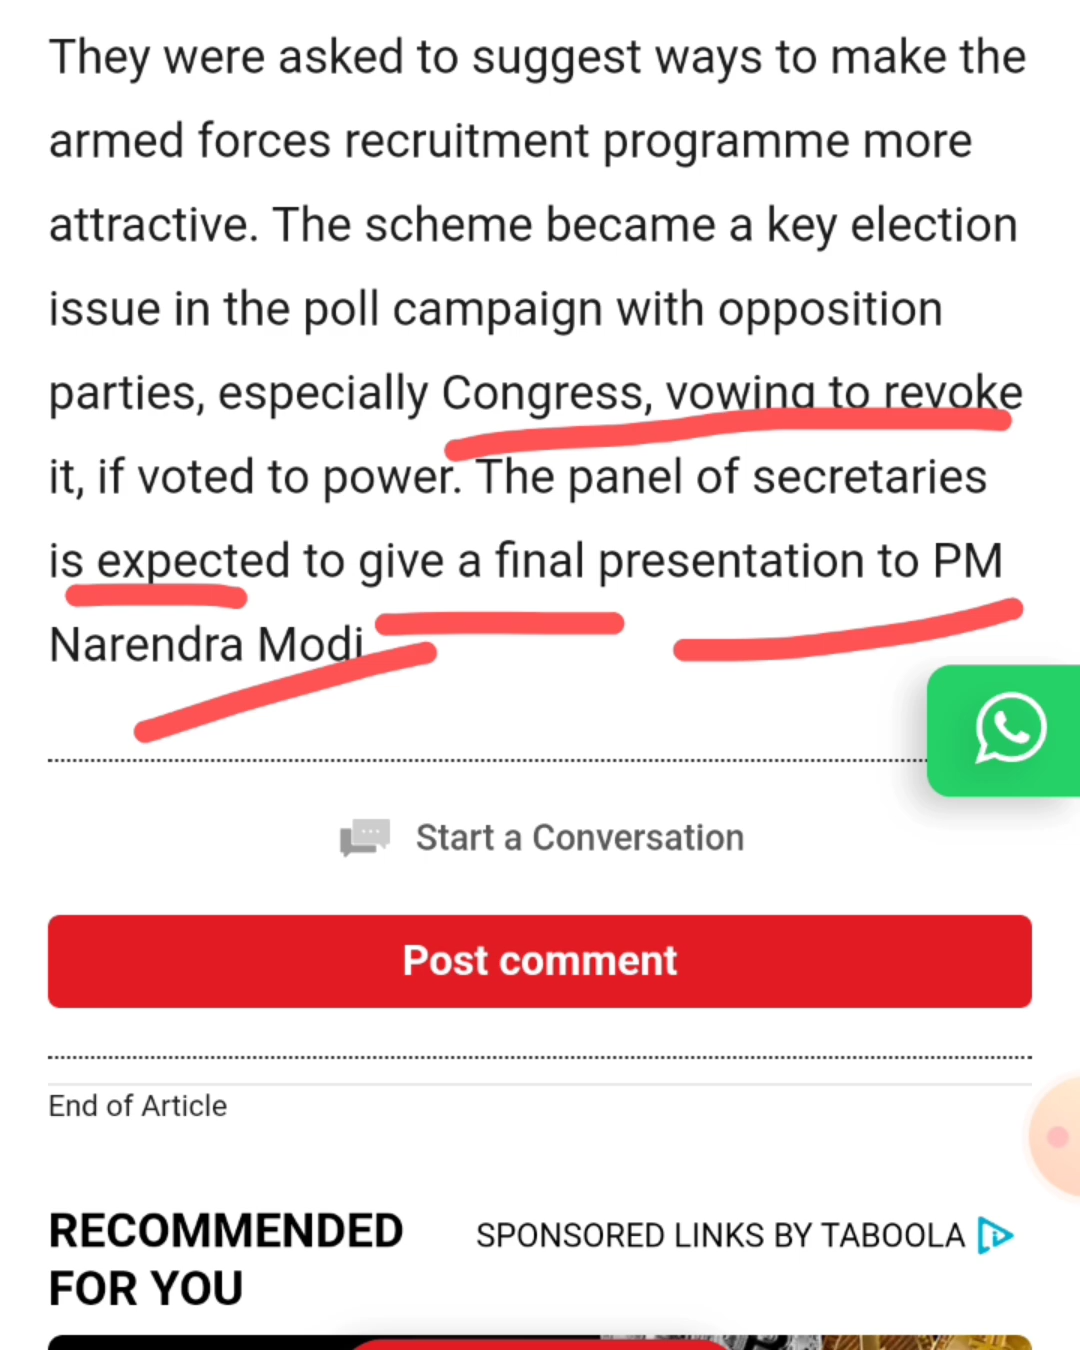 They were asked to suggest ways to make the
armed forces recruitment programme more
attractive. The scheme became a key election
issue in the poll campaign with opposition
parties, especially Congress, vowing to revoke
it, if voted to power. The panel of secretaries
is expected to give a final presentation to PM
Narendra Modi
Start a Conversation
Post comment
End of Article
RECOMMENDED
FOR YOU
SPONSORED LINKS BY TABOOLA